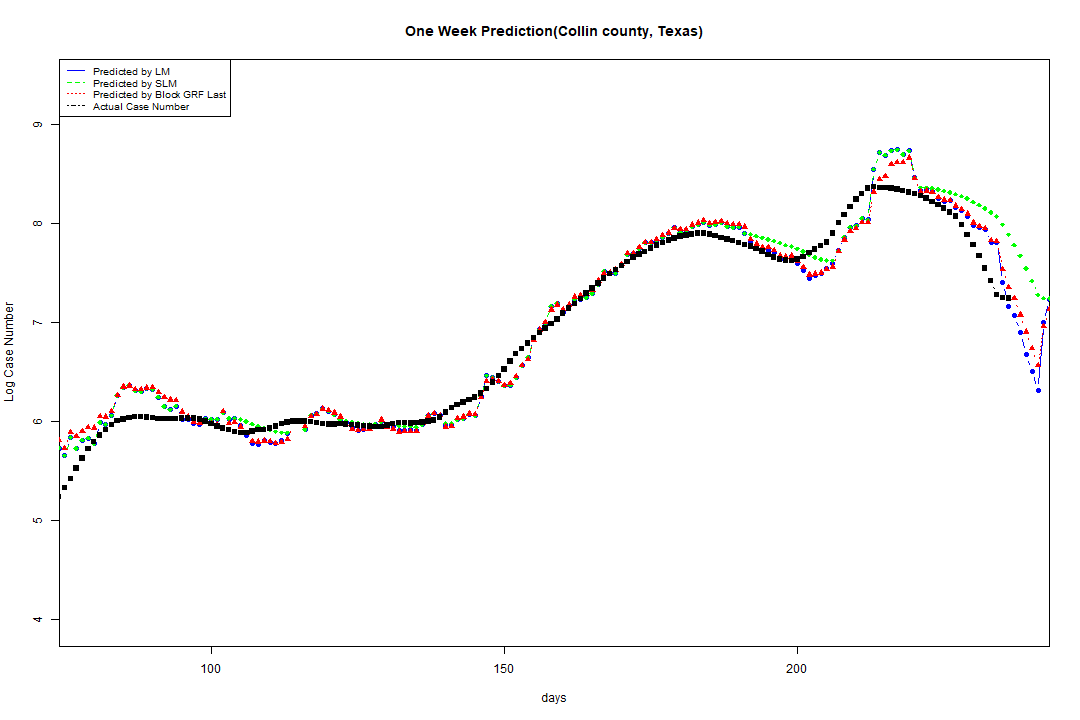 One Week Prediction(Collin county, Texas)
Predicted by LM
Predicted by SLM
Predicted by Block GRF Last
Actual Case Number
9
8
7
6
5
4
Log Case Number
100 150 200
days